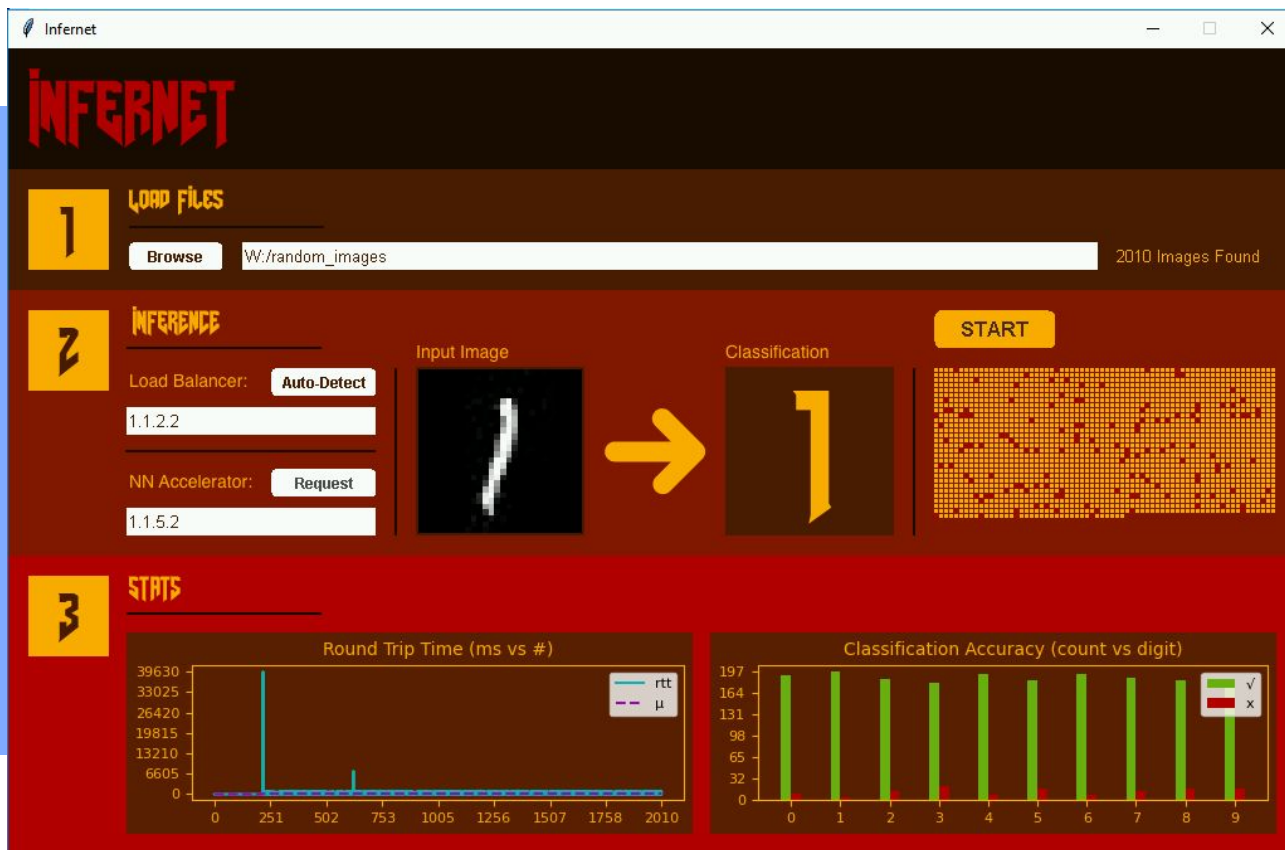 Infernet
INFERNET
1
LOAD FILES
Browse
W:/random_images
2010 Images Found
2
INFERENCE
START
Input Image
Classification
Load Balancer:
Auto-Detect
1.1.2.2
1
NN Accelerator:
Request
1.1.5.2
3
STATS
Round Trip Time (ms vs #)
39630
33025
26420
19815
13210
6605
0
rtt
µ
0 251 502 753 1005 1256 1507 1758 2010
Classification Accuracy (count vs digit)
197
164
131
98
65
32
0
√
x
0 1 2 3 4 5 6 7 8 9